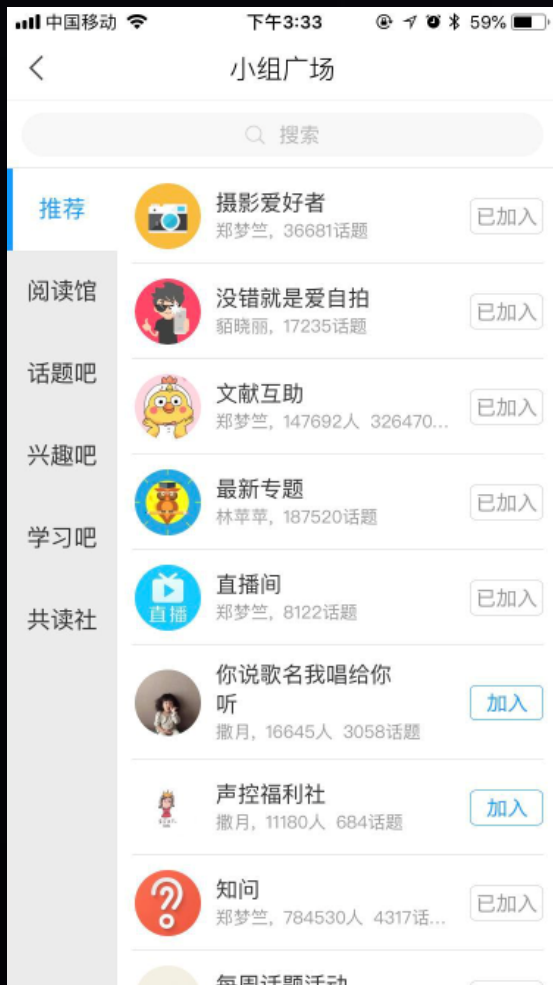 中国移动 下午3:33 59%
小组广场
搜索
推荐
阅读馆
话题吧
兴趣吧
学习吧
共读社
摄影爱好者
郑梦竺，36681话题
已加入
没错就是爱自拍
貊晓丽，17235话题
已加入
文献互助
郑梦竺，147692人 326470...
已加入
最新专题
林苹苹，187520话题
已加入
直播
直播间
郑梦竺，8122话题
已加入
你说歌名我唱给你
听
撒月，16645人 3058话题
加入
声控福利社
撒月，11180人 684话题
加入
知问
郑梦竺，784530人 4317话...
已加入
每周话题活动